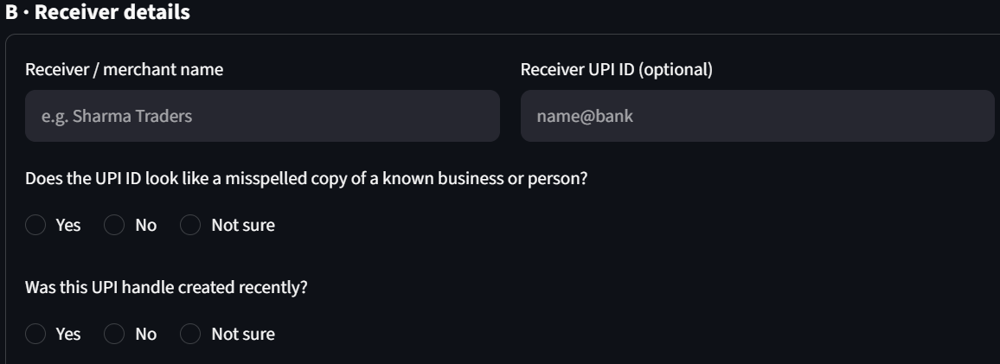 B · Receiver details
Receiver / merchant name
Receiver UPI ID (optional)
e.g. Sharma Traders
name@bank
Does the UPI ID look like a misspelled copy of a known business or person?
Yes No Not sure
Was this UPI handle created recently?
Yes No Not sure